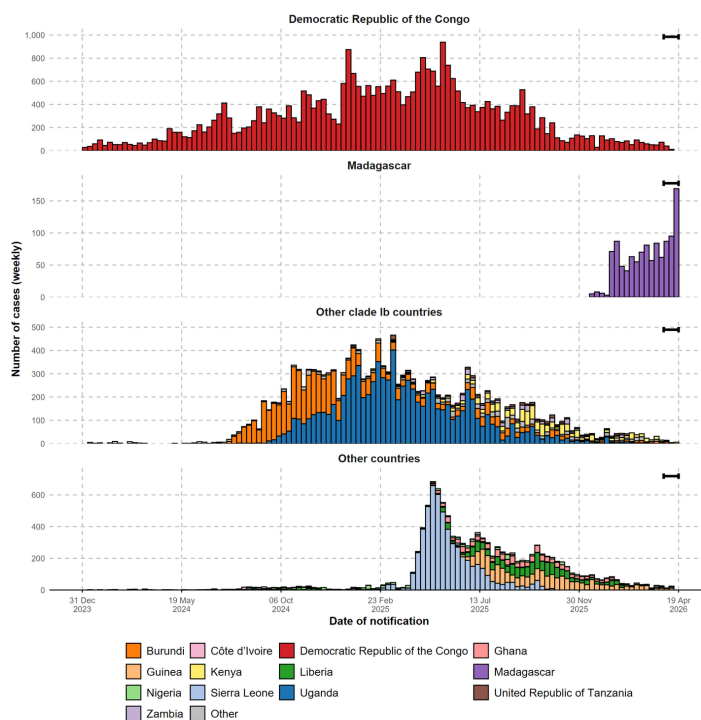 Democratic Republic of the Congo
1,000
800
600
400
200
0
Madagascar
150
100
50
0
Other clade Ib countries
500
400
300
200
100
0
Other countries
600
400
200
0
Number of cases (weekly)
31 Dec 2023
19 May 2024
06 Oct 2024
23 Feb 2025
13 Jul 2025
30 Nov 2025
19 Apr 2026
Date of notification
Burundi
Côte d'Ivoire
Democratic Republic of the Congo
Ghana
Guinea
Kenya
Liberia
Madagascar
Nigeria
Sierra Leone
Uganda
United Republic of Tanzania
Zambia
Other